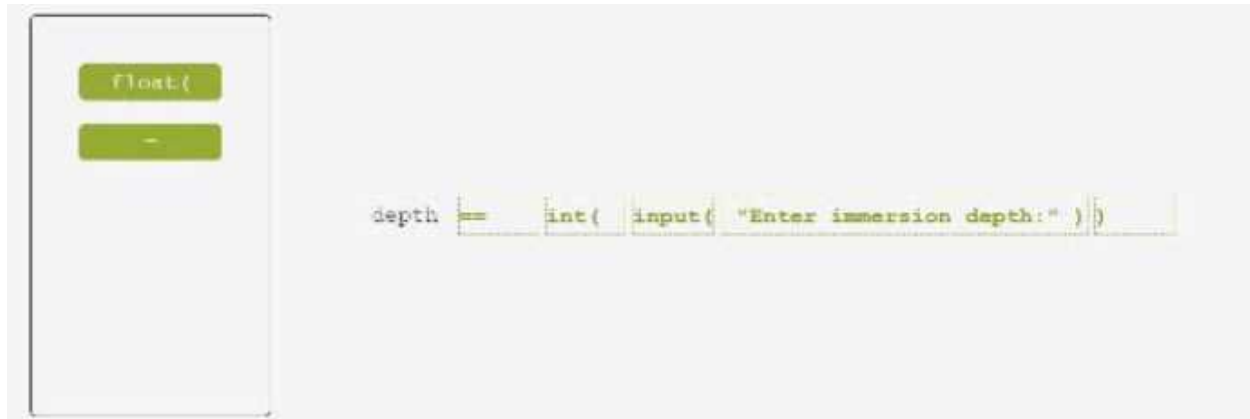 float(
depth == int( input( "Enter immersion depth:" ) )